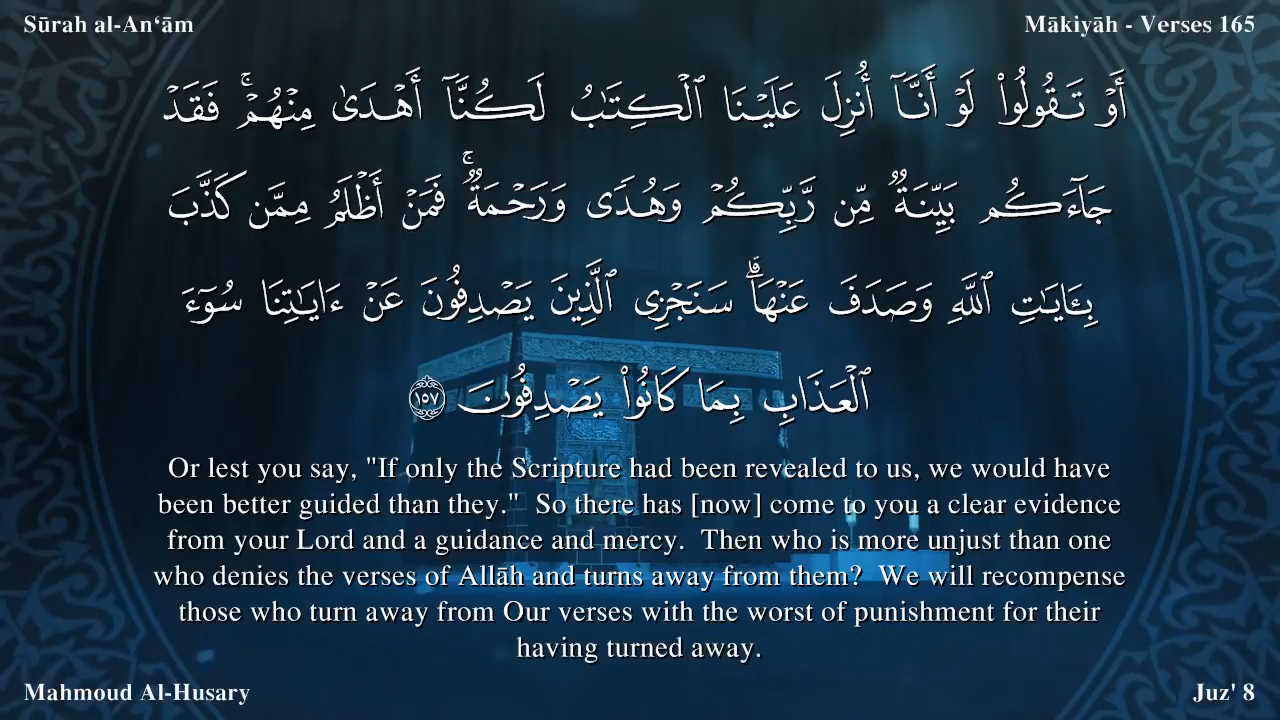 Sūrah al-An‘ām
Mākiyāh - Verses 165
أَوْ تَقُولُوا۟ لَوْ أَنَّآ أُنزِلَ عَلَيْنَا ٱلْكِتَـٰبُ لَكُنَّآ أَهْدَىٰ مِنْهُمْ ۚ فَقَدْ
جَآءَكُم بَيِّنَةٌ مِّن رَّبِّكُمْ وَهُدًى وَرَحْمَةٌ ۚ فَمَنْ أَظْلَمُ مِمَّن كَذَّبَ
بِـَٔايَـٰتِ ٱللَّهِ وَصَدَفَ عَنْهَا ۗ سَنَجْزِى ٱلَّذِينَ يَصْدِفُونَ عَنْ ءَايَـٰتِنَا سُوٓءَ
ٱلْعَذَابِ بِمَا كَانُوا۟ يَصْدِفُونَ ١٥٧
Or lest you say, "If only the Scripture had been revealed to us, we would have
been better guided than they."  So there has [now] come to you a clear evidence
from your Lord and a guidance and mercy.  Then who is more unjust than one
who denies the verses of Allāh and turns away from them?  We will recompense
those who turn away from Our verses with the worst of punishment for their
having turned away.
Mahmoud Al-Husary
Juz' 8